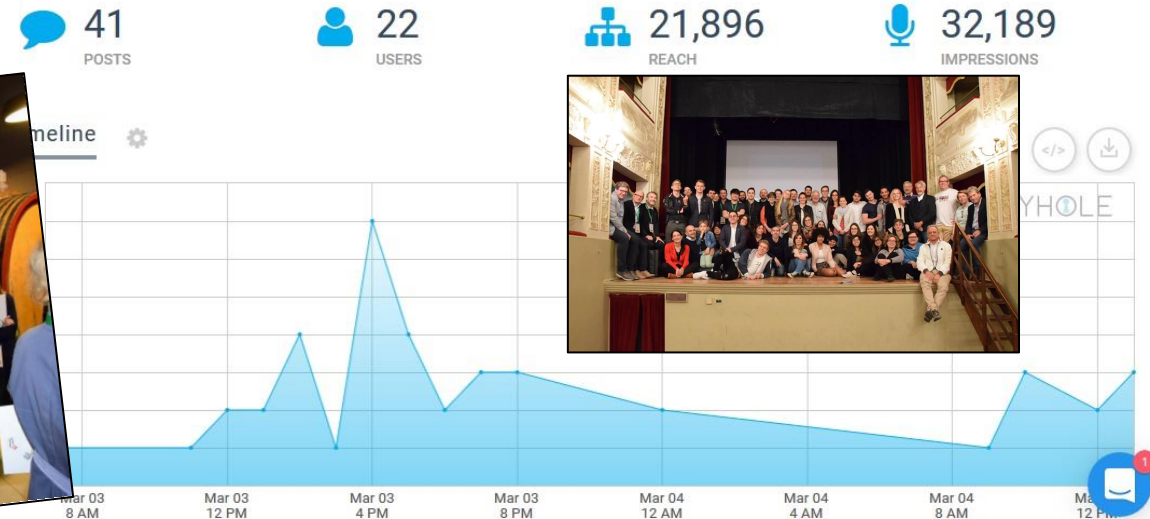 41
POSTS
22
USERS
21,896
REACH
32,189
IMPRESSIONS
meline
</>
YHOLE
Mar 03
8 AM
Mar 03
12 PM
Mar 03
4 PM
Mar 03
8 PM
Mar 04
12 AM
Mar 04
4 AM
Mar 04
8 AM
Ma
12 PM
1